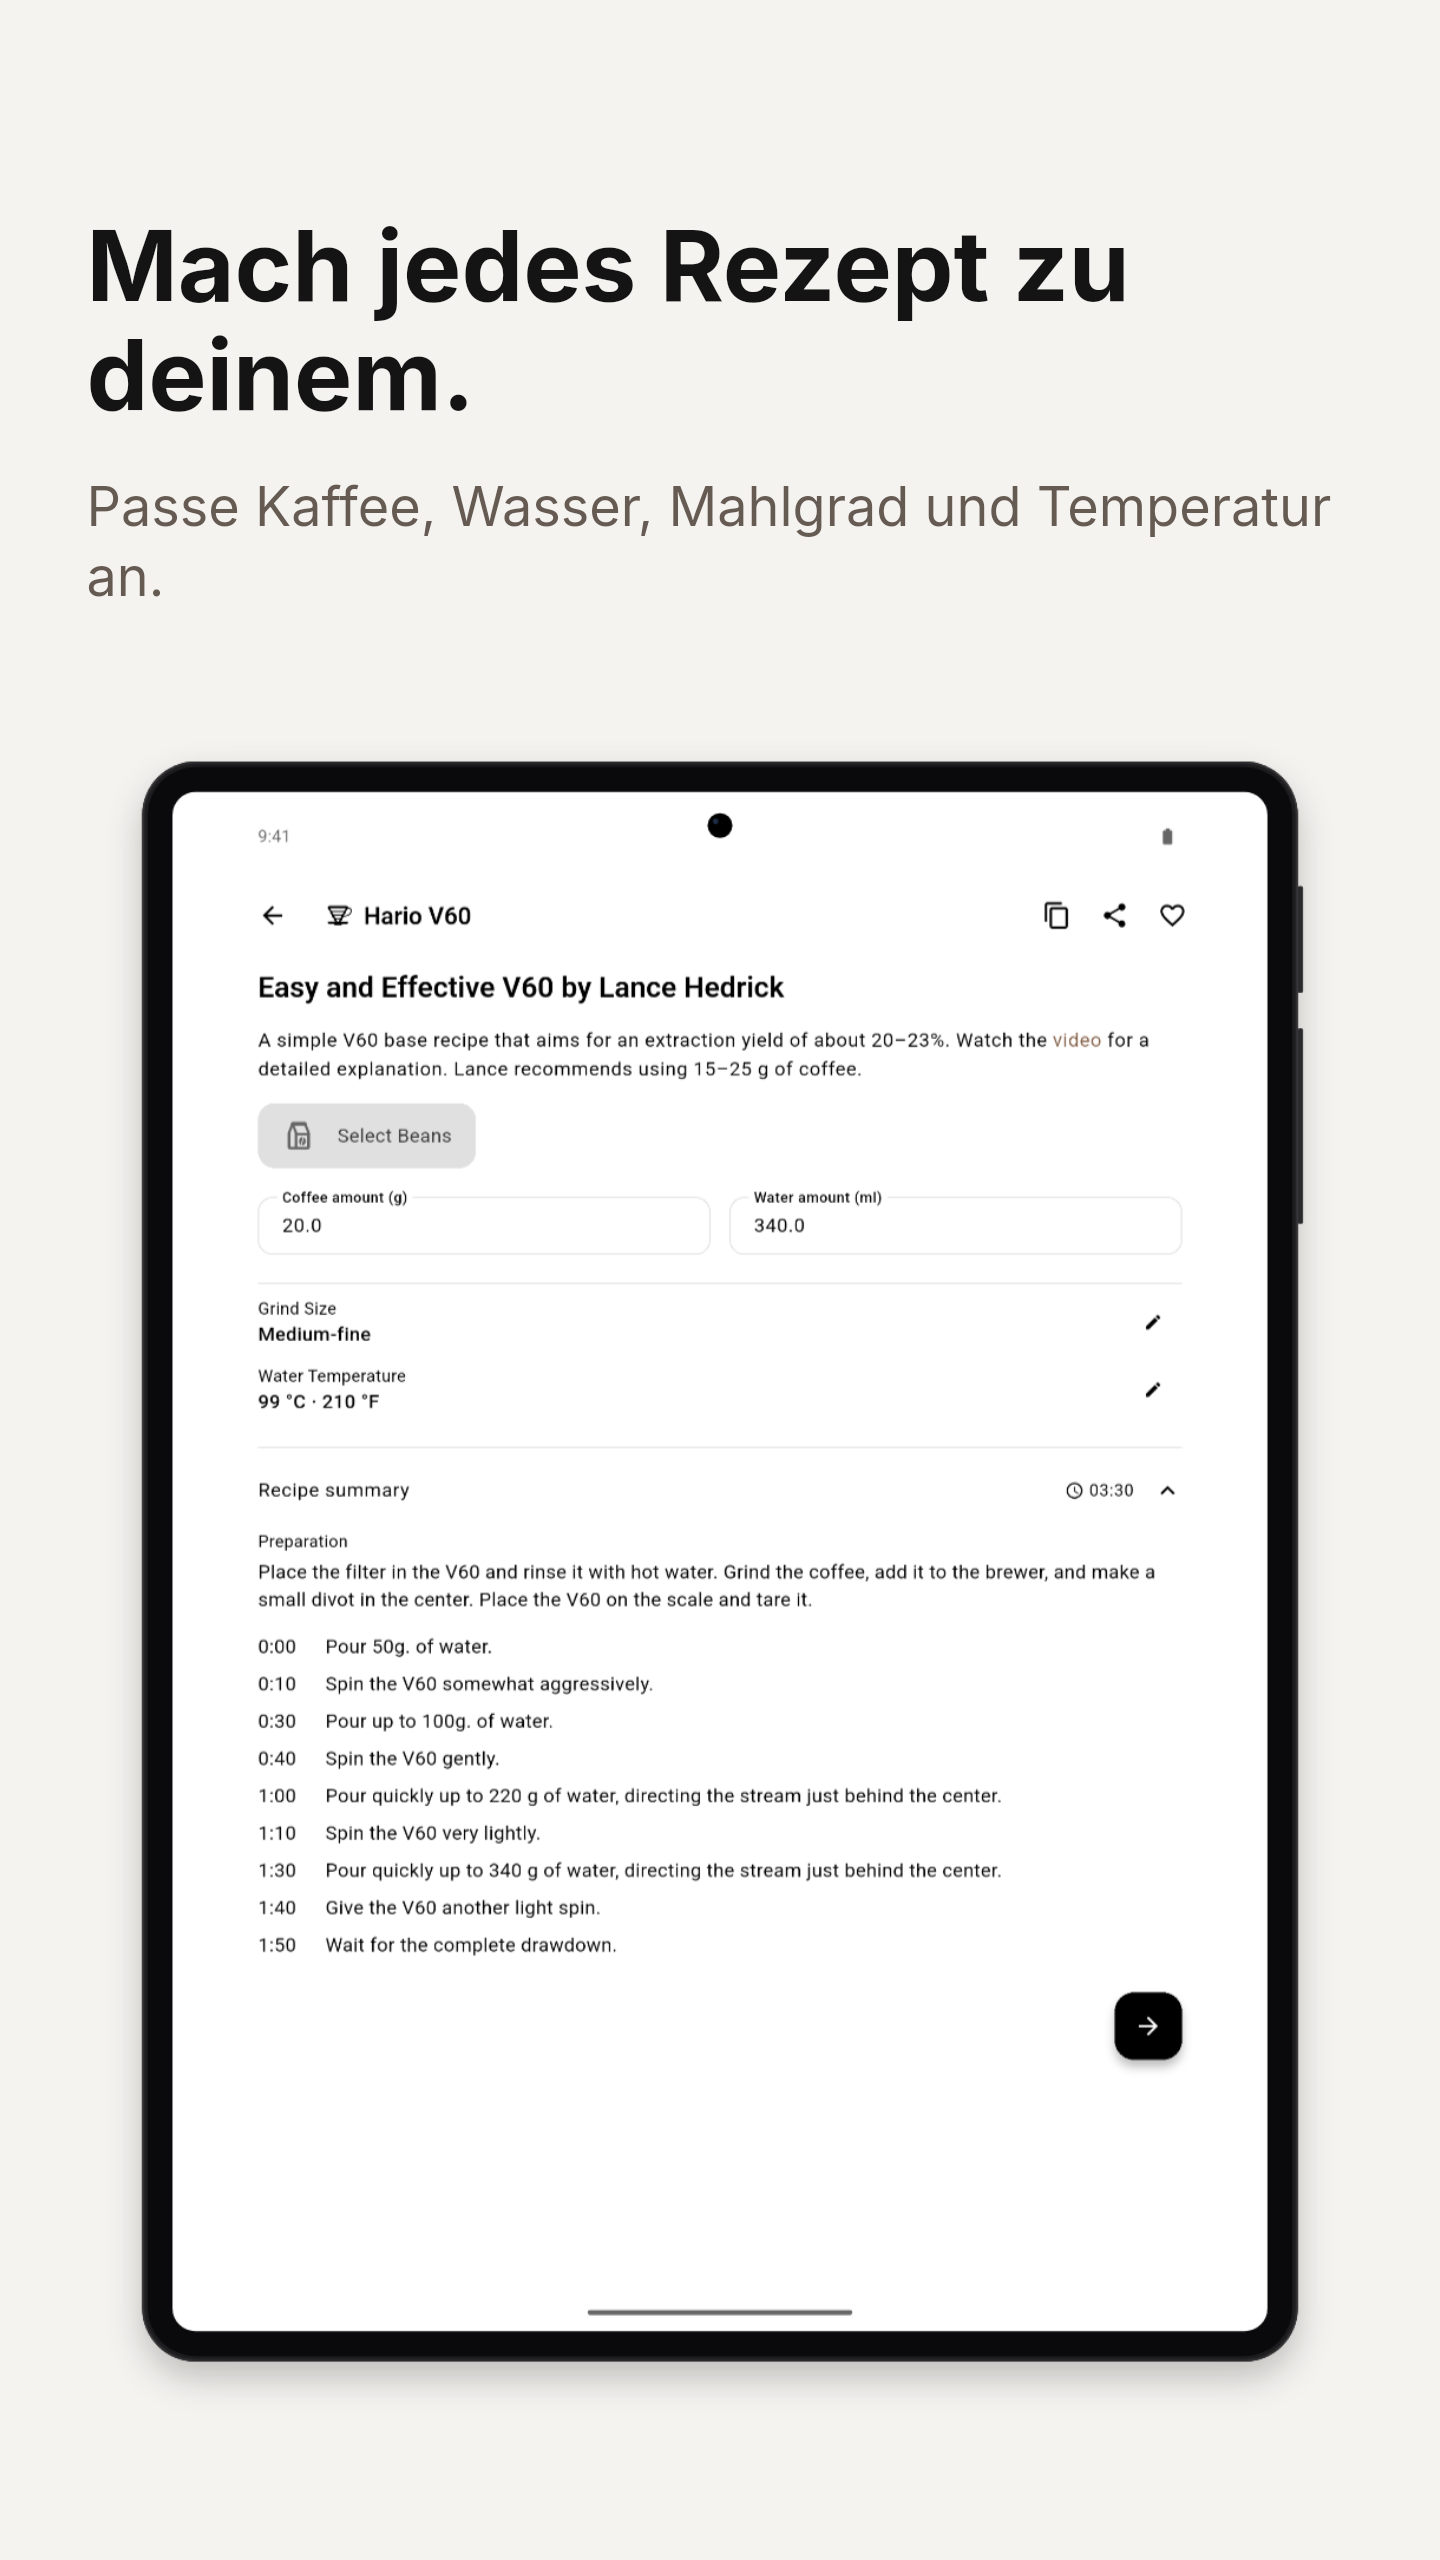 Mach jedes Rezept zu
deinem.
Passe Kaffee, Wasser, Mahlgrad und Temperatur
an.
9:41
Hario V60
Easy and Effective V60 by Lance Hedrick
A simple V60 base recipe that aims for an extraction yield of about 20–23%. Watch the video for a
detailed explanation. Lance recommends using 15–25 g of coffee.
Select Beans
Coffee amount (g)
20.0
Water amount (ml)
340.0
Grind Size
Medium-fine
Water Temperature
99 °C · 210 °F
Recipe summary
03:30
Preparation
Place the filter in the V60 and rinse it with hot water. Grind the coffee, add it to the brewer, and make a
small divot in the center. Place the V60 on the scale and tare it.
0:00 Pour 50g. of water.
0:10 Spin the V60 somewhat aggressively.
0:30 Pour up to 100g. of water.
0:40 Spin the V60 gently.
1:00 Pour quickly up to 220 g of water, directing the stream just behind the center.
1:10 Spin the V60 very lightly.
1:30 Pour quickly up to 340 g of water, directing the stream just behind the center.
1:40 Give the V60 another light spin.
1:50 Wait for the complete drawdown.